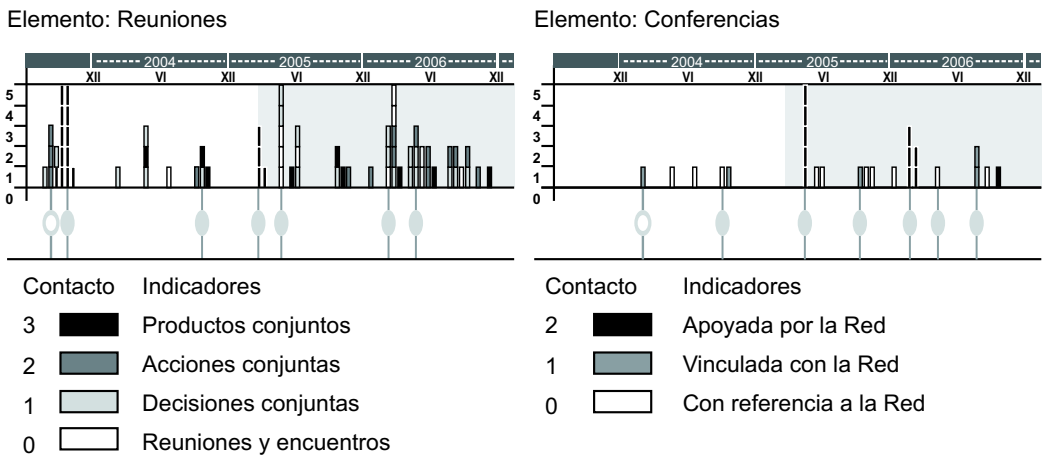 Elemento: Reuniones
2004 2005 2006
XII VI XII VI XII VI XII
5
4
3
2
1
0
Contacto Indicadores
3 Productos conjuntos
2 Acciones conjuntas
1 Decisiones conjuntas
0 Reuniones y encuentros
Elemento: Conferencias
2004 2005 2006
XII VI XII VI XII VI XII
5
4
3
2
1
0
Contacto Indicadores
2 Apoyada por la Red
1 Vinculada con la Red
0 Con referencia a la Red